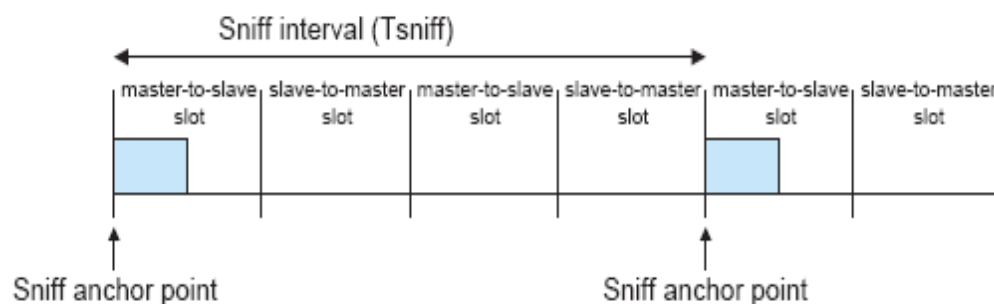 Sniff interval (Tsniff)
master-to-slave slave-to-master master-to-slave slave-to-master master-to-slave slave-to-master
slot slot slot slot slot slot
Sniff anchor point Sniff anchor point